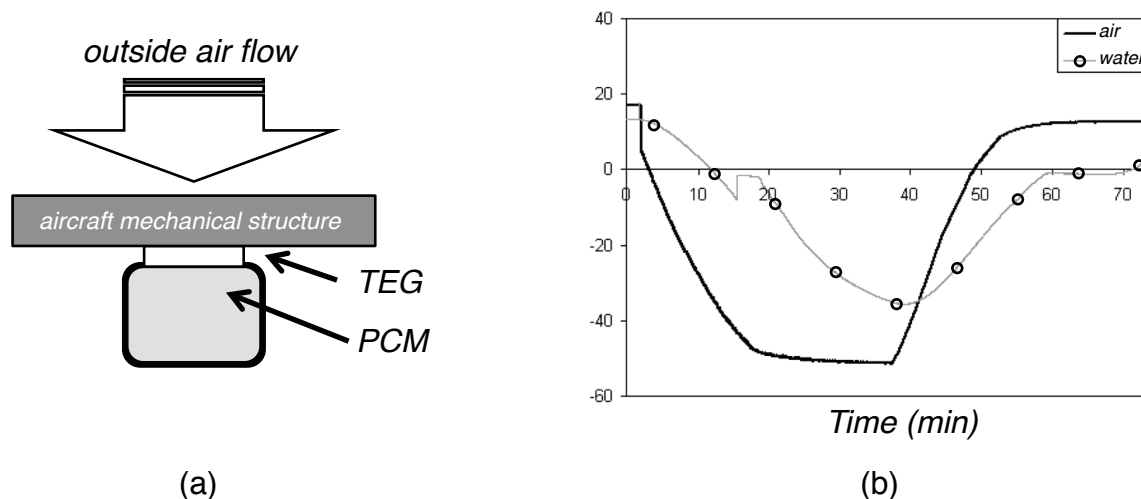 outside air flow
aircraft mechanical structure
TEG
PCM
(a)
40
20
0
-20
-40
-60
0
10
20
30
40
50
60
70
air
water
Time (min)
(b)